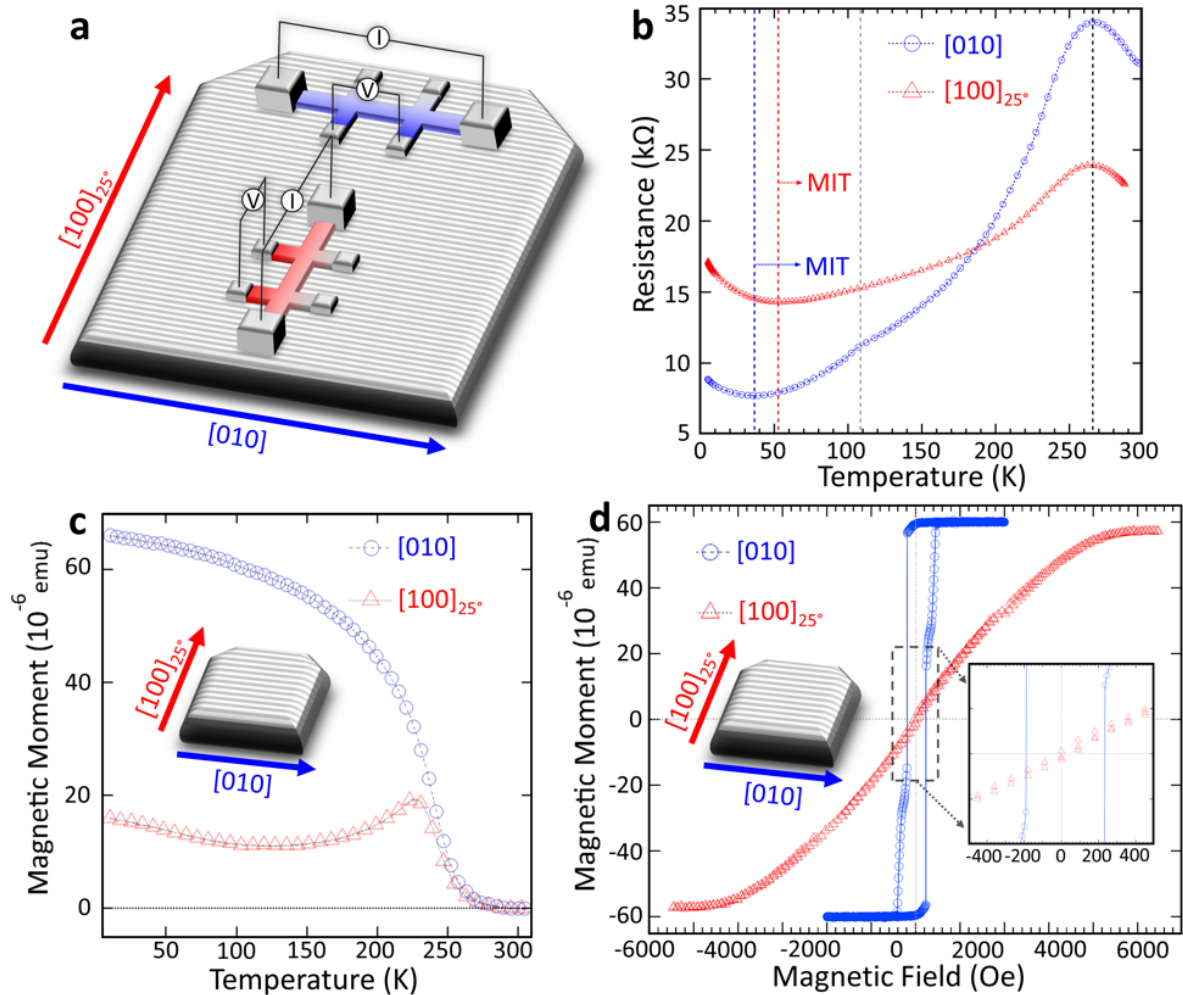 a
I
V
V
I
[100]25°
[010]
b
[010]
[100]25°
MIT
MIT
Resistance (kΩ)
35
30
25
20
15
10
5
0 50 100 150 200 250 300
Temperature (K)
c
[010]
[100]25°
[100]25°
[010]
Magnetic Moment (10-6 emu)
60
40
20
0
50 100 150 200 250 300
Temperature (K)
d
[010]
[100]25°
[100]25°
[010]
Magnetic Moment (10-6 emu)
60
40
20
0
-20
-40
-60
-400 -200 0 200 400
-6000 -4000 -2000 0 2000 4000 6000
Magnetic Field (Oe)